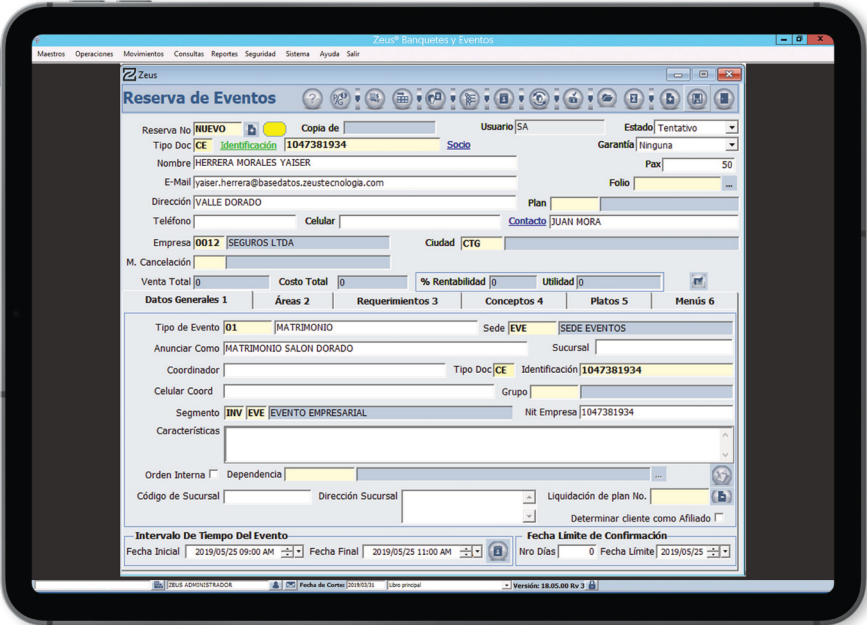 Zeus® Banquetes y Eventos
Maestros Operaciones Movimientos Consultas Reportes Seguridad Sistema Ayuda Salir
Zeus
Reserva de Eventos
Reserva No NUEVO Copia de Usuario SA Estado Tentativo
Tipo Doc CE Identificación 1047381934 Socio Garantía Ninguna
Nombre HERRERA MORALES YAISER Pax 50
E-Mail yaiser.herrera@basedatos.zeustecnologia.com Folio ...
Dirección VALLE DORADO Plan
Teléfono Celular Contacto JUAN MORA
Empresa 0012 SEGUROS LTDA Ciudad CTG
M. Cancelación
Venta Total 0 Costo Total 0 % Rentabilidad 0 Utilidad 0
Datos Generales 1 Áreas 2 Requerimientos 3 Conceptos 4 Platos 5 Menús 6
Tipo de Evento 01 MATRIMONIO Sede EVE SEDE EVENTOS
Anunciar Como MATRIMONIO SALON DORADO Sucursal
Coordinador Tipo Doc CE Identificación 1047381934
Celular Coord Grupo
Segmento INV EVE EVENTO EMPRESARIAL Nit Empresa 1047381934
Características
Orden Interna Dependencia ...
Código de Sucursal Dirección Sucursal Liquidación de plan No.
Determinar cliente como Afiliado
Intervalo De Tiempo Del Evento Fecha Límite de Confirmación
Fecha Inicial 2019/05/25 09:00 AM Fecha Final 2019/05/25 11:00 AM Nro Días 0 Fecha Límite 2019/05/25
ZEUS ADMINISTRADOR Fecha de Corte: 2019/03/31 Libro principal Versión: 18.05.00 Rv 3